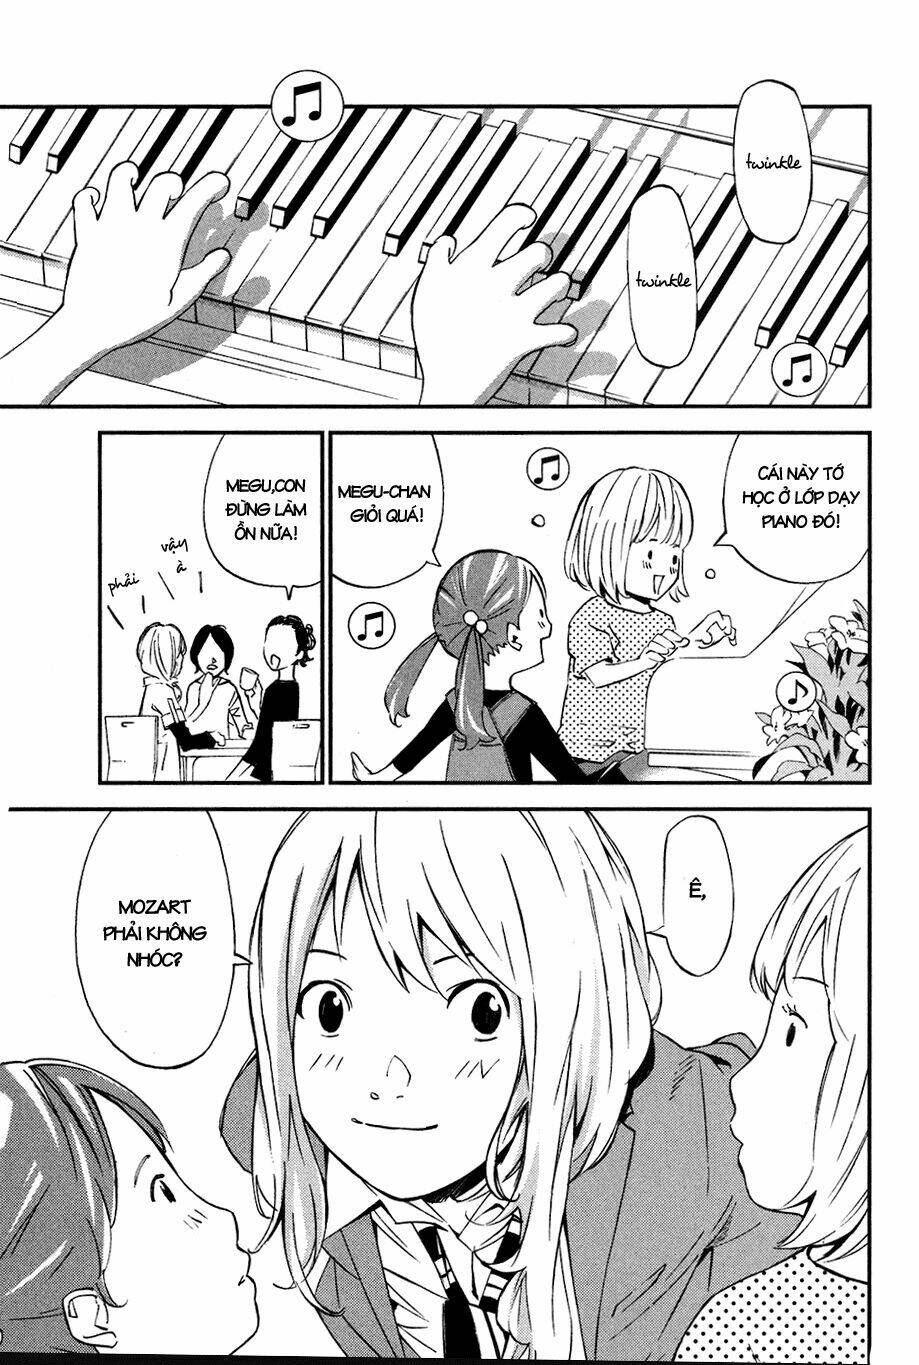 twinkle
twinkle
CÁI NÀY TỚ
HỌC Ở LỚP DẠY
PIANO ĐÓ!
MEGU-CHAN
GIỎI QUÁ!
MEGU,CON
ĐỪNG LÀM
ỒN NỮA!
phải
vậy
à
Ê,
MOZART
PHẢI KHÔNG
NHÓC?